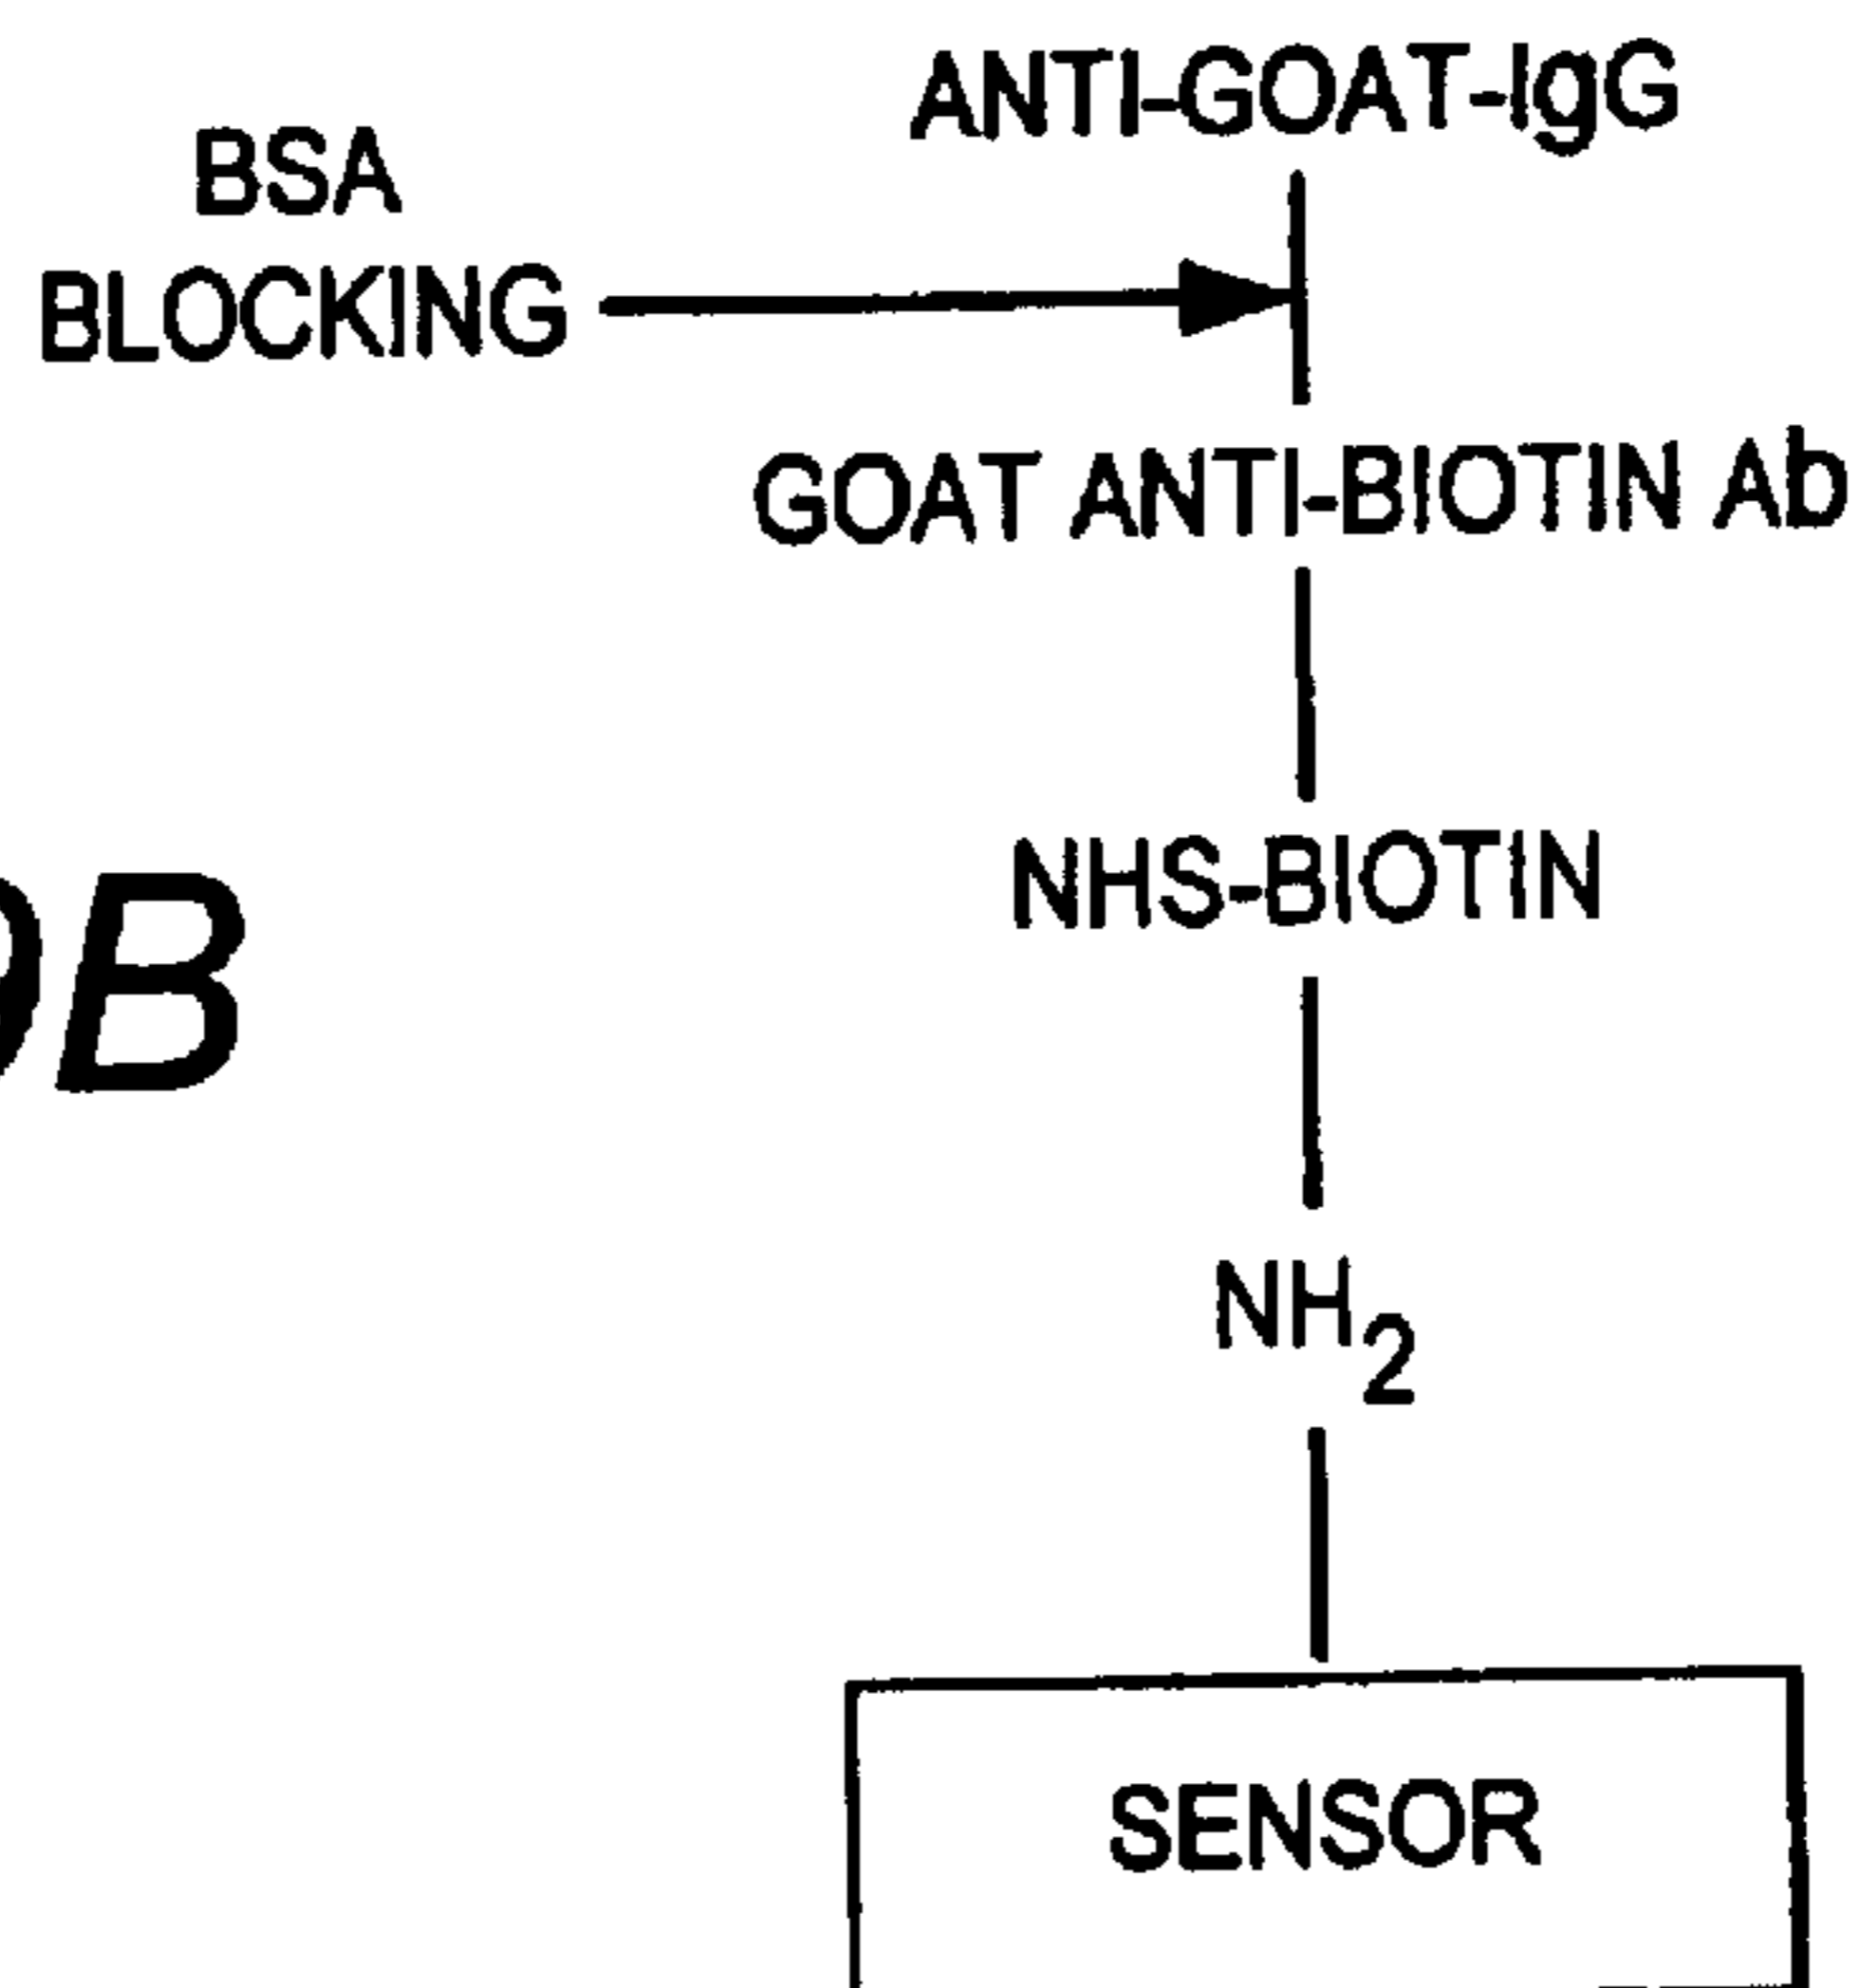 ANTI-GOAT-IgG
BSA
BLOCKING
GOAT ANTI-BIOTIN Ab
NHS-BIOTIN
B
NH2
SENSOR